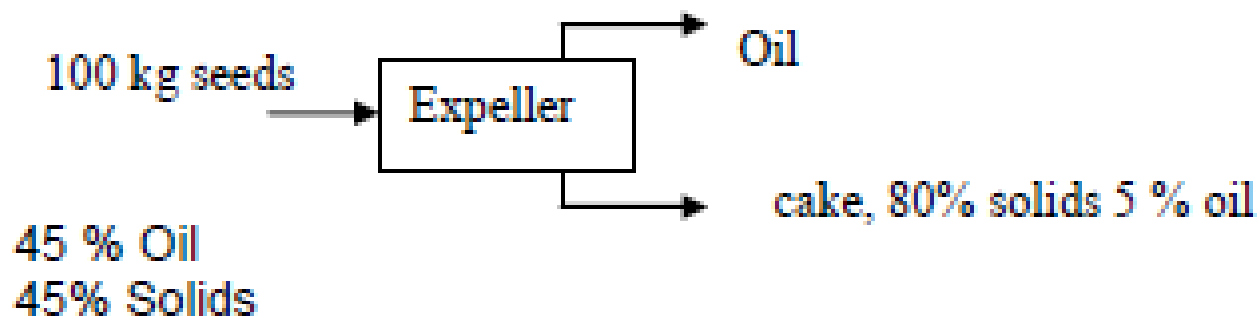 100 kg seeds
Expeller
Oil
cake, 80% solids 5 % oil
45 % Oil
45% Solids